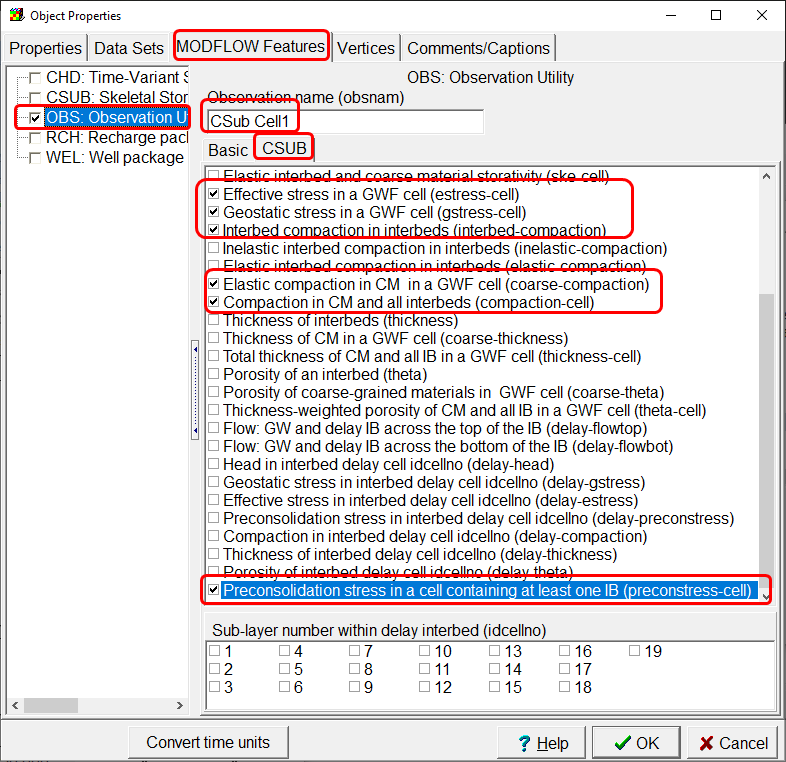 Object Properties
Properties Data Sets MODFLOW Features Vertices Comments/Captions
CHD: Time-Variant S
CSUB: Skeletal Stor
OBS: Observation Ut
RCH: Recharge pack
WEL: Well package
OBS: Observation Utility
Observation name (obsnam)
CSub Cell1
Basic CSUB
Elastic interbed and coarse material storativity (ske-cell)
Effective stress in a GWF cell (estress-cell)
Geostatic stress in a GWF cell (gstress-cell)
Interbed compaction in interbeds (interbed-compaction)
Inelastic interbed compaction in interbeds (inelastic-compaction)
Elastic interbed compaction in interbeds (elastic-compaction)
Elastic compaction in CM in a GWF cell (coarse-compaction)
Compaction in CM and all interbeds (compaction-cell)
Thickness of interbeds (thickness)
Thickness of CM in a GWF cell (coarse-thickness)
Total thickness of CM and all IB in a GWF cell (thickness-cell)
Porosity of an interbed (theta)
Porosity of coarse-grained materials in GWF cell (coarse-theta)
Thickness-weighted porosity of CM and all IB in a GWF cell (theta-cell)
Flow: GW and delay IB across the top of the IB (delay-flowtop)
Flow: GW and delay IB across the bottom of the IB (delay-flowbot)
Head in interbed delay cell idcellno (delay-head)
Geostatic stress in interbed delay cell idcellno (delay-gstress)
Effective stress in interbed delay cell idcellno (delay-estress)
Preconsolidation stress in interbed delay cell idcellno (delay-preconstress)
Compaction in interbed delay cell idcellno (delay-compaction)
Thickness of interbed delay cell idcellno (delay-thickness)
Porosity of interbed delay cell idcellno (delay-theta)
Preconsolidation stress in a cell containing at least one IB (preconstress-cell)
Sub-layer number within delay interbed (idcellno)
1 4 7 10 13 16 19
2 5 8 11 14 17
3 6 9 12 15 18
Convert time units ? Help OK Cancel